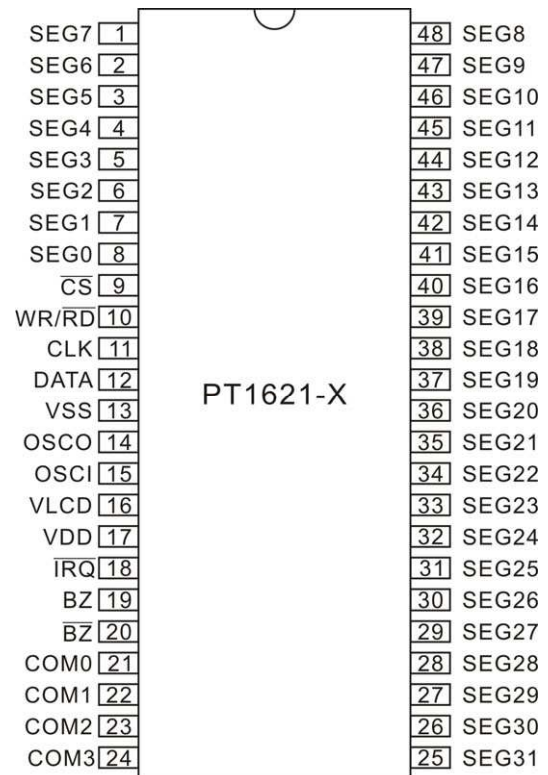 SEG7 1 48 SEG8
SEG6 2 47 SEG9
SEG5 3 46 SEG10
SEG4 4 45 SEG11
SEG3 5 44 SEG12
SEG2 6 43 SEG13
SEG1 7 42 SEG14
SEG0 8 41 SEG15
C̅S̅ 9 40 SEG16
WR/R̅D̅ 10 39 SEG17
CLK 11 38 SEG18
DATA 12 37 SEG19
PT1621-X
VSS 13 36 SEG20
OSCO 14 35 SEG21
OSCI 15 34 SEG22
VLCD 16 33 SEG23
VDD 17 32 SEG24
I̅R̅Q̅ 18 31 SEG25
BZ 19 30 SEG26
B̅Z̅ 20 29 SEG27
COM0 21 28 SEG28
COM1 22 27 SEG29
COM2 23 26 SEG30
COM3 24 25 SEG31